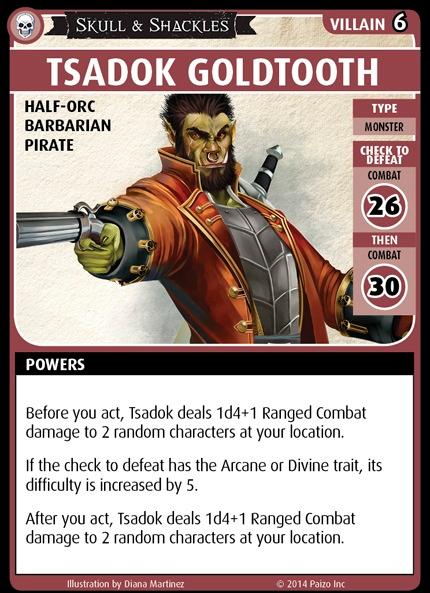 SKULL & SHACKLES
VILLAIN 6
TSADOK GOLDTOOTH
HALF-ORC
BARBARIAN
PIRATE
TYPE
MONSTER
CHECK TO
DEFEAT
COMBAT
26
THEN
COMBAT
30
POWERS
Before you act, Tsadok deals 1d4+1 Ranged Combat
damage to 2 random characters at your location.
If the check to defeat has the Arcane or Divine trait, its
difficulty is increased by 5.
After you act, Tsadok deals 1d4+1 Ranged Combat
damage to 2 random characters at your location.
Illustration by Diana Martinez
© 2014 Paizo Inc